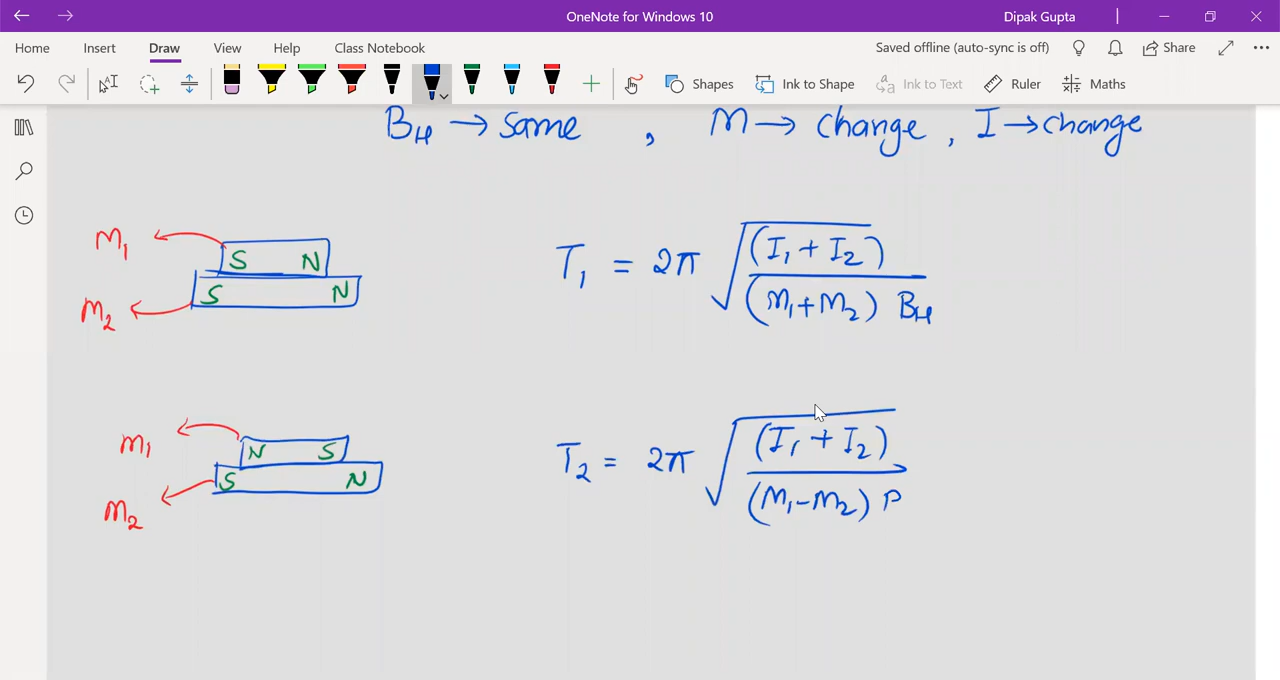 OneNote for Windows 10
Dipak Gupta
Home Insert Draw View Help Class Notebook
Saved offline (auto-sync is off) Share
Shapes Ink to Shape Ink to Text Ruler Maths
B_H → same , M → change , I → change
M₁
S N
M₂
S N
T₁ = 2π √((I₁ + I₂) / (M₁+M₂) B_H)
M₁
N S
M₂
S N
T₂ = 2π √((I₁ + I₂) / (M₁-M₂) P